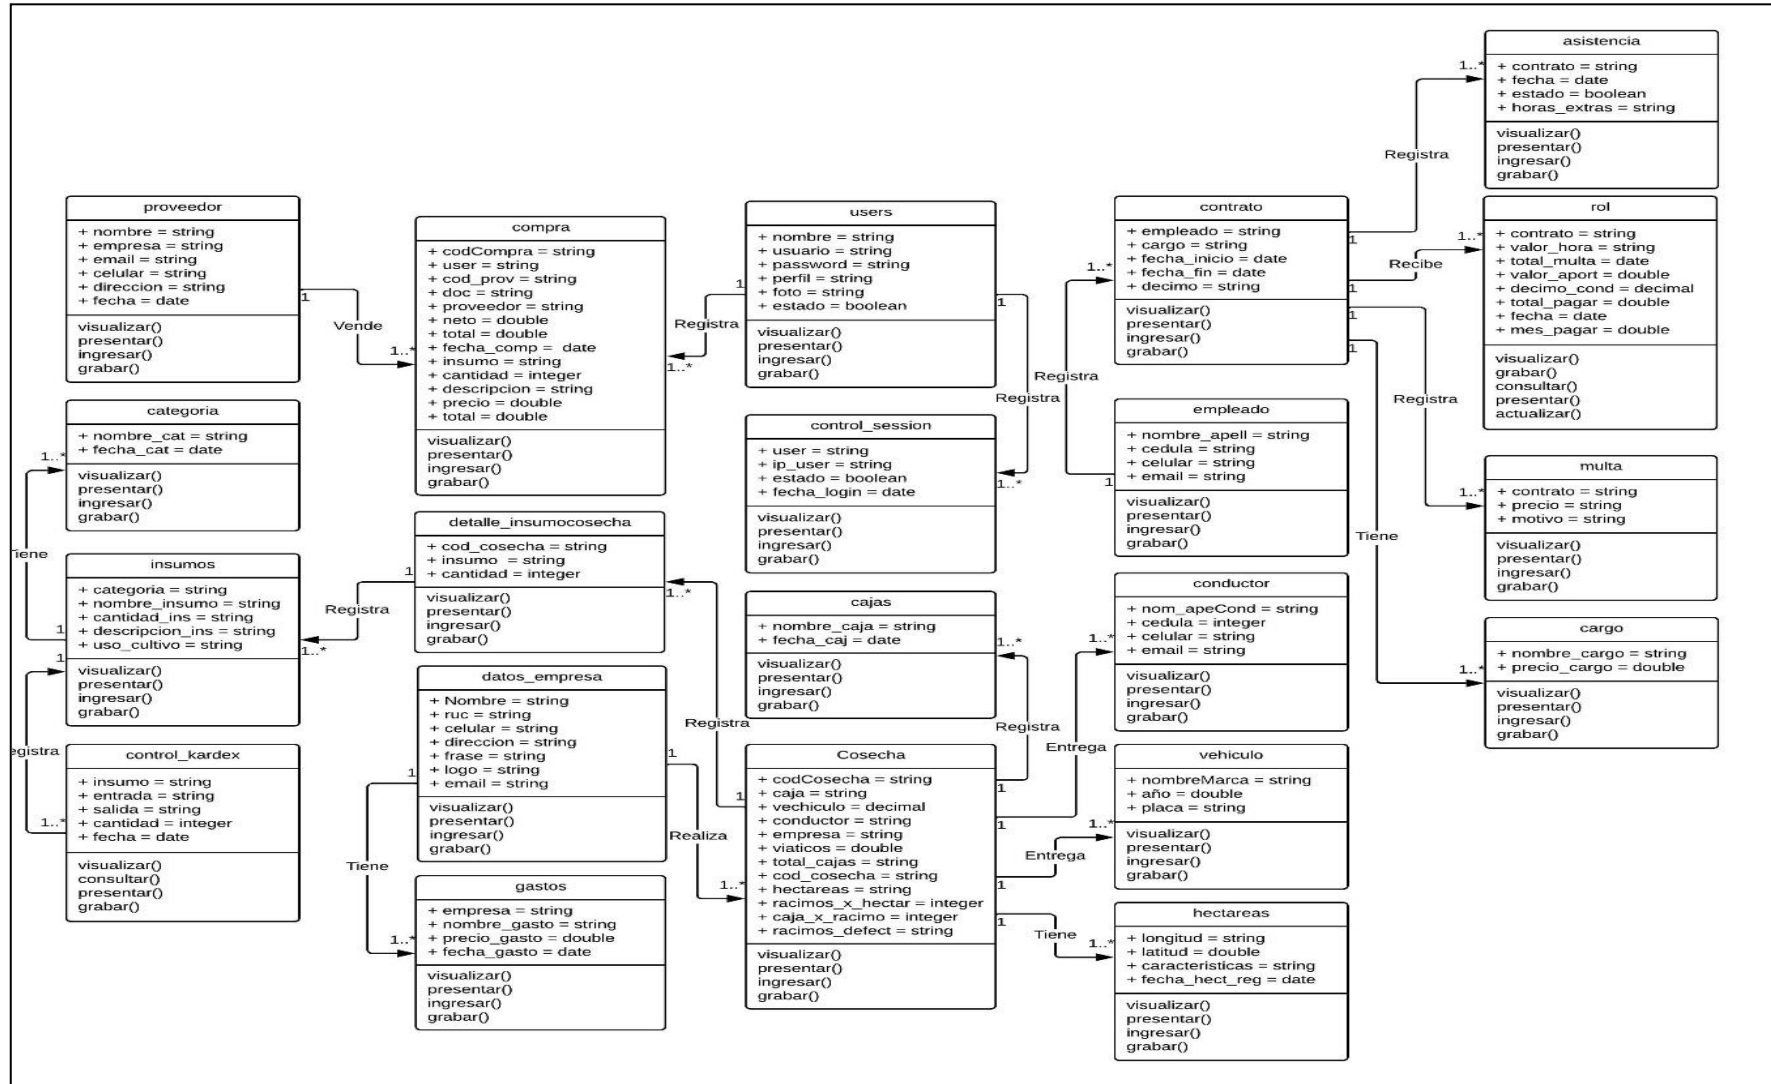 proveedor
+ nombre = string
+ empresa = string
+ email = string
+ celular = string
+ direccion = string
+ fecha = date
visualizar()
presentar()
ingresar()
grabar()
1
Vende
1..*
categoria
+ nombre_cat = string
+ fecha_cat = date
visualizar()
presentar()
ingresar()
grabar()
1..*
1
insumos
+ categoria = string
+ nombre_insumo = string
+ cantidad_ins = string
+ descripcion_ins = string
+ uso_cultivo = string
visualizar()
presentar()
ingresar()
grabar()
1
1..*
control_kardex
+ insumo = string
+ entrada = string
+ salida = string
+ cantidad = integer
+ fecha = date
visualizar()
consultar()
presentar()
grabar()
compra
+ codCompra = string
+ user = string
+ cod_prov = string
+ doc = string
+ proveedor = string
+ neto = double
+ total = double
+ fecha_comp = date
+ insumo = string
+ cantidad = integer
+ descripcion = string
+ precio = double
+ total = double
visualizar()
presentar()
ingresar()
grabar()
1
Registra
1..*
detalle_insumocosecha
+ cod_cosecha = string
+ insumo = string
+ cantidad = integer
visualizar()
presentar()
ingresar()
grabar()
1
Registra
1..*
1..*
Registra
1
datos_empresa
+ Nombre = string
+ ruc = string
+ celular = string
+ direccion = string
+ frase = string
+ logo = string
+ email = string
visualizar()
presentar()
ingresar()
grabar()
1
Tiene
1..*
1
Realiza
1..*
gastos
+ empresa = string
+ nombre_gasto = string
+ precio_gasto = double
+ fecha_gasto = date
visualizar()
presentar()
ingresar()
grabar()
users
+ nombre = string
+ usuario = string
+ password = string
+ perfil = string
+ foto = string
+ estado = boolean
visualizar()
presentar()
ingresar()
grabar()
1
Registra
1..*
control_session
+ user = string
+ ip_user = string
+ estado = boolean
+ fecha_login = date
visualizar()
presentar()
ingresar()
grabar()
cajas
+ nombre_caja = string
+ fecha_caj = date
visualizar()
presentar()
ingresar()
grabar()
1..*
Registra
1
Cosecha
+ codCosecha = string
+ caja = string
+ vechiculo = decimal
+ conductor = string
+ empresa = string
+ viaticos = double
+ total_cajas = string
+ cod_cosecha = string
+ hectareas = string
+ racimos_x_hectar = integer
+ caja_x_racimo = integer
+ racimos_defect = string
visualizar()
presentar()
ingresar()
grabar()
1
Entrega
1..*
1
Entrega
1..*
1
Tiene
1..*
contrato
+ empleado = string
+ cargo = string
+ fecha_inicio = date
+ fecha_fin = date
+ decimo = string
visualizar()
presentar()
ingresar()
grabar()
1..*
Registra
1
empleado
+ nombre_apell = string
+ cedula = string
+ celular = string
+ email = string
visualizar()
presentar()
ingresar()
grabar()
conductor
+ nom_apeCond = string
+ cedula = integer
+ celular = string
+ email = string
visualizar()
presentar()
ingresar()
grabar()
vehiculo
+ nombreMarca = string
+ año = double
+ placa = string
visualizar()
presentar()
ingresar()
grabar()
hectareas
+ longitud = string
+ latitud = double
+ caracteristicas = string
+ fecha_hect_reg = date
visualizar()
presentar()
ingresar()
grabar()
1..*
Registra
1
1..*
Recibe
1
1
Registra
1..*
1
Tiene
1..*
asistencia
+ contrato = string
+ fecha = date
+ estado = boolean
+ horas_extras = string
visualizar()
presentar()
ingresar()
grabar()
rol
+ contrato = string
+ valor_hora = string
+ total_multa = date
+ valor_aport = double
+ decimo_cond = decimal
+ total_pagar = double
+ fecha = date
+ mes_pagar = double
visualizar()
grabar()
consultar()
presentar()
actualizar()
multa
+ contrato = string
+ precio = string
+ motivo = string
visualizar()
presentar()
ingresar()
grabar()
cargo
+ nombre_cargo = string
+ precio_cargo = double
visualizar()
presentar()
ingresar()
grabar()